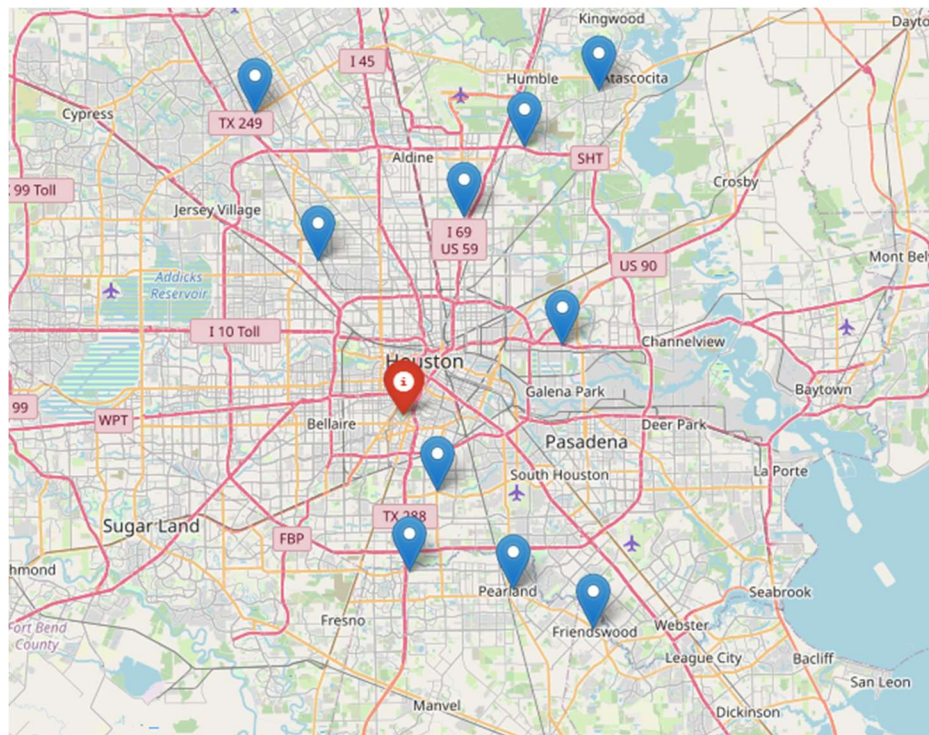 Kingwood
Dayto
I 45
Humble
Atascocita
Cypress
TX 249
Aldine
SHT
99 Toll
Crosby
Jersey Village
I 69
US 59
US 90
Mont Bel
Addicks
Reservoir
I 10 Toll
Channelview
Houston
Galena Park
Baytown
99
WPT
Bellaire
Deer Park
Pasadena
La Porte
South Houston
TX 288
Sugar Land
FBP
hmond
Pearland
Seabrook
Fresno
Fort Bend
County
Friendswood
Webster
League City
Bacliff
San Leon
Manvel
Dickinson